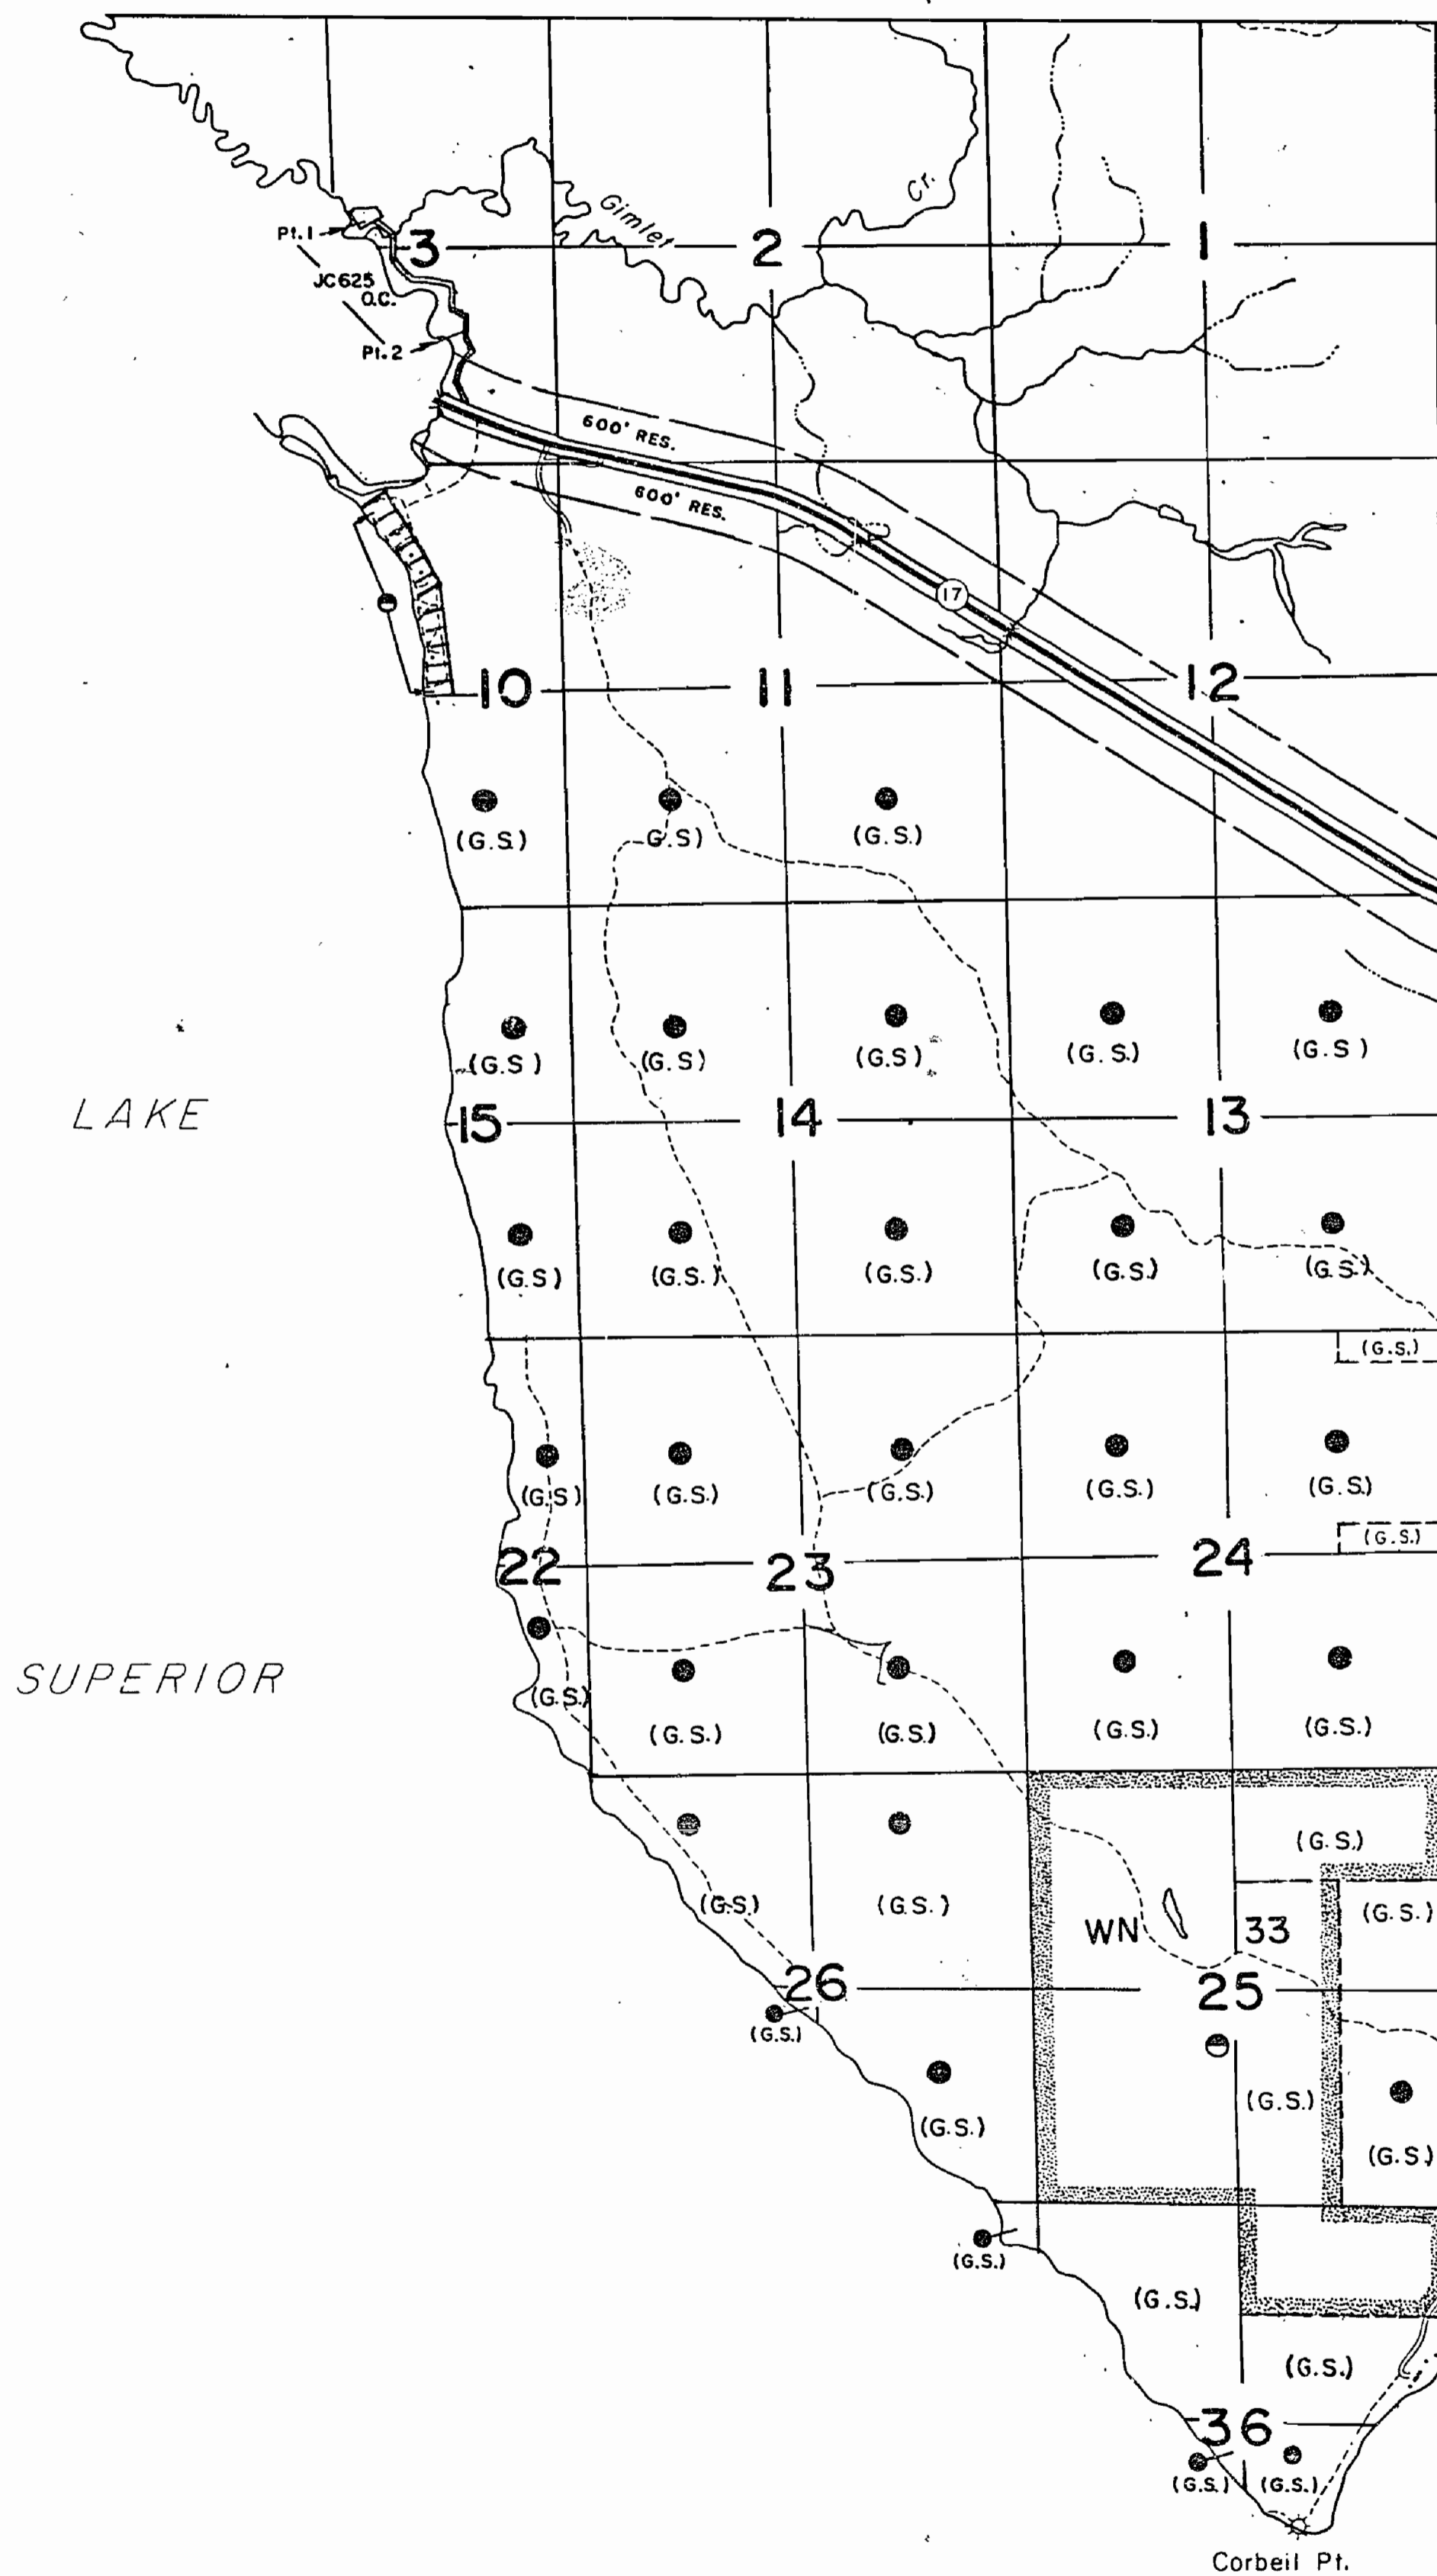 Cr.
Gimlet
Pt.1
3
2
1
JC625
O.C.
Pt.2
600' RES.
600' RES.
17
10
11
12
(G.S.)
G.S)
(G.S.)
(G.S)
(G.S)
(G.S)
(G.S.)
(G.S)
LAKE
15
14
13
(G.S)
(G.S.)
(G.S.)
(G.S.)
(G.S.)
(G.S.)
(G.S)
(G.S.)
(G.S.)
(G.S.)
(G.S.)
(G.S.)
22
23
24
SUPERIOR
(G.S.)
(G.S.)
(G.S.)
(G.S.)
(G.S.)
(G.S.)
(G.S.)
(G.S.)
(G.S.)
WN
33
26
25
(G.S.)
(G.S.)
(G.S.)
(G.S.)
(G.S.)
(G.S.)
(G.S.)
36
(G.S.)
(G.S.)
Corbeil Pt.